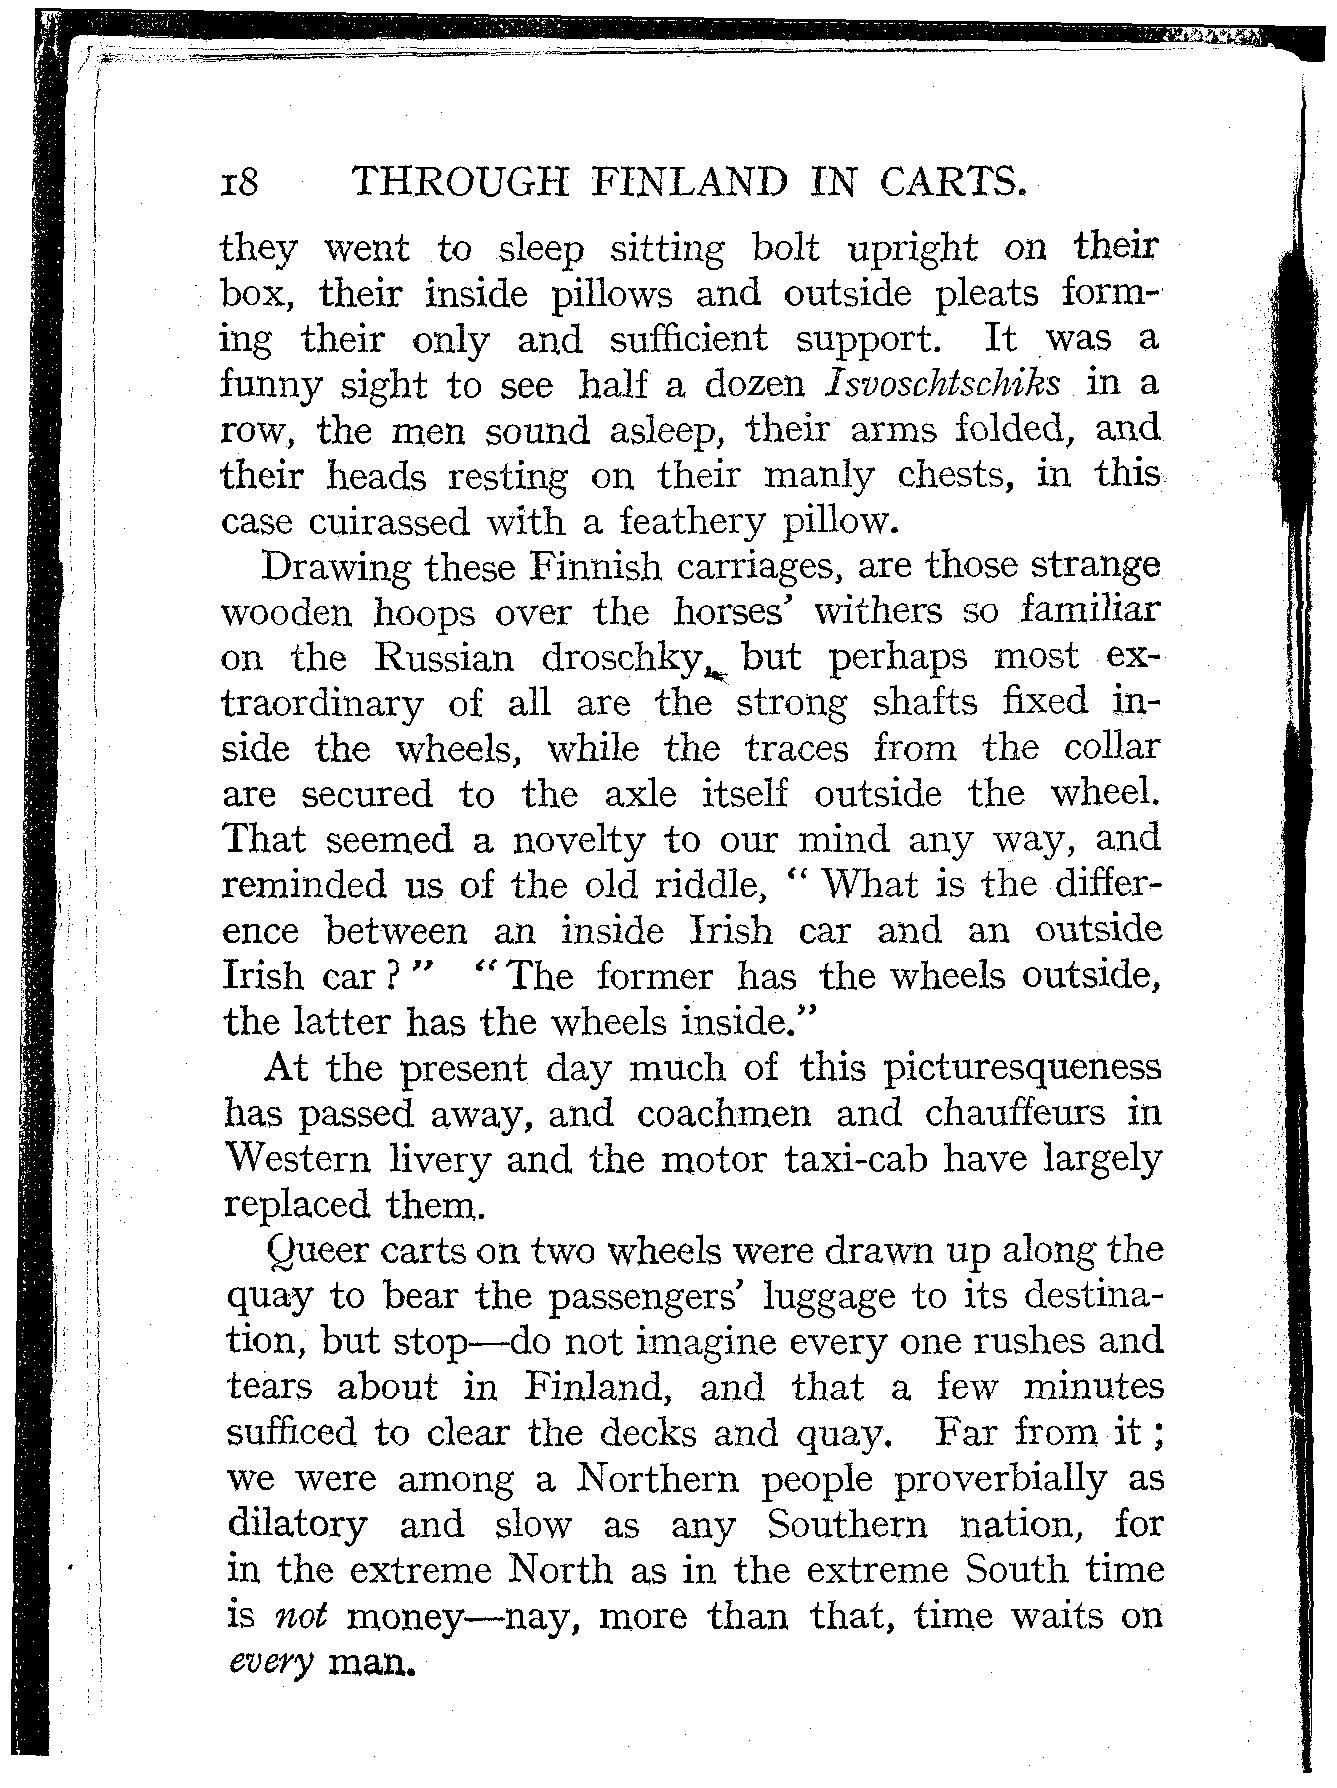 18 THROUGH FINLAND IN CARTS.
they went to sleep sitting bolt upright on their
box, their inside pillows and outside pleats form-
ing their only and sufficient support. It was a
funny sight to see half a dozen Isvoschtschiks in a
row, the men sound asleep, their arms folded, and
their heads resting on their manly chests, in this
case cuirassed with a feathery pillow.
Drawing these Finnish carriages, are those strange
wooden hoops over the horses' withers so familiar
on the Russian droschky, but perhaps most ex-
traordinary of all are the strong shafts fixed in-
side the wheels, while the traces from the collar
are secured to the axle itself outside the wheel.
That seemed a novelty to our mind any way, and
reminded us of the old riddle, " What is the differ-
ence between an inside Irish car and an outside
Irish car ? " " The former has the wheels outside,
the latter has the wheels inside."
At the present day much of this picturesqueness
has passed away, and coachmen and chauffeurs in
Western livery and the motor taxi-cab have largely
replaced them.
Queer carts on two wheels were drawn up along the
quay to bear the passengers' luggage to its destina-
tion, but stop—do not imagine every one rushes and
tears about in Finland, and that a few minutes
sufficed to clear the decks and quay. Far from it ;
we were among a Northern people proverbially as
dilatory and slow as any Southern nation, for
in the extreme North as in the extreme South time
is not money—nay, more than that, time waits on
every man.